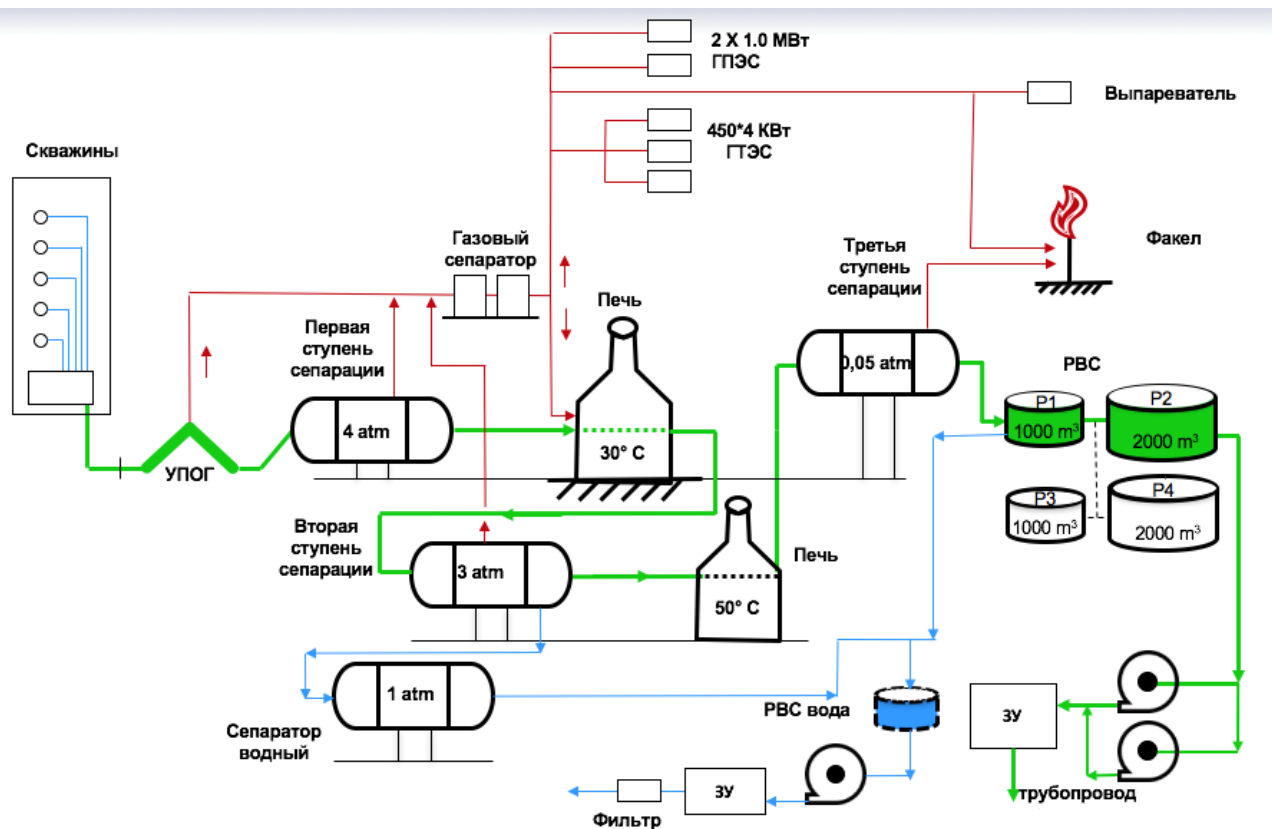 2 X 1.0 МВт
ГПЭС
Выпареватель
450*4 КВт
ГТЭС
Скважины
Газовый
сепаратор
Третья
ступень
сепарации
Факел
Печь
Первая
ступень
сепарации
0,05 atm
РВС
P1
1000 m³
P2
2000 m³
4 atm
30° C
УПОГ
P3
1000 m³
P4
2000 m³
Вторая
ступень
сепарации
3 atm
Печь
50° C
1 atm
Сепаратор
водный
РВС вода
ЗУ
ЗУ
трубопровод
Фильтр